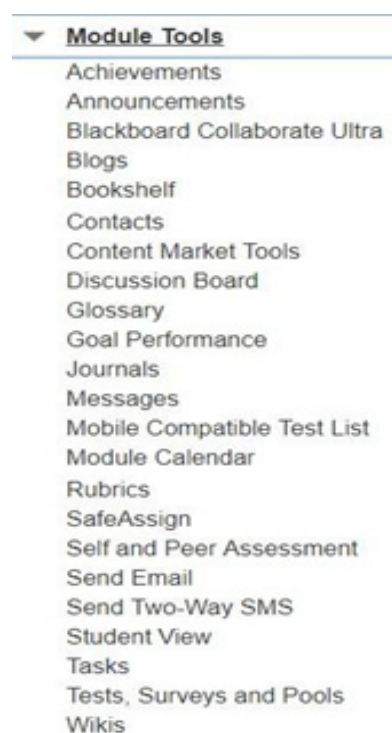 Module Tools
Achievements
Announcements
Blackboard Collaborate Ultra
Blogs
Bookshelf
Contacts
Content Market Tools
Discussion Board
Glossary
Goal Performance
Journals
Messages
Mobile Compatible Test List
Module Calendar
Rubrics
SafeAssign
Self and Peer Assessment
Send Email
Send Two-Way SMS
Student View
Tasks
Tests, Surveys and Pools
Wikis